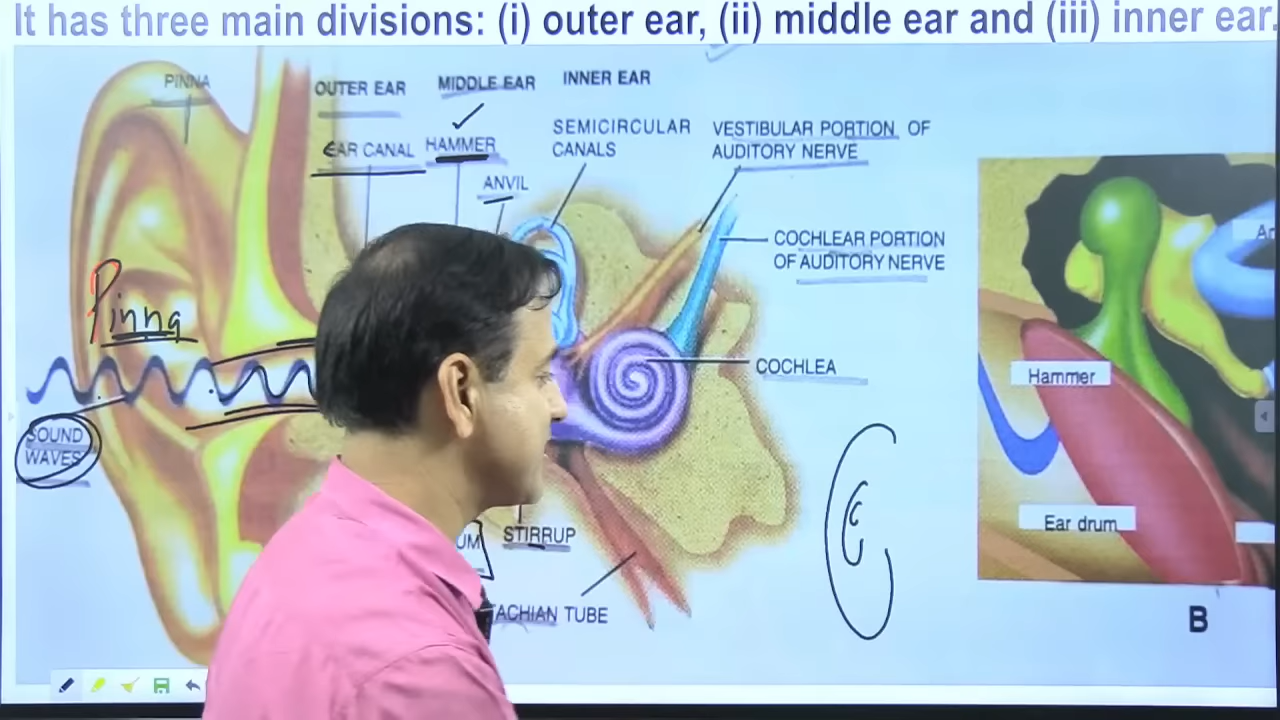 It has three main divisions: (i) outer ear, (ii) middle ear and (iii) inner ear.
PINNA
OUTER EAR
MIDDLE EAR
INNER EAR
EAR CANAL
HAMMER
ANVIL
SEMICIRCULAR
CANALS
VESTIBULAR PORTION OF
AUDITORY NERVE
COCHLEAR PORTION
OF AUDITORY NERVE
Pinna
COCHLEA
SOUND
WAVES
UM
STIRRUP
TACHIAN TUBE
Hammer
Ear drum
B